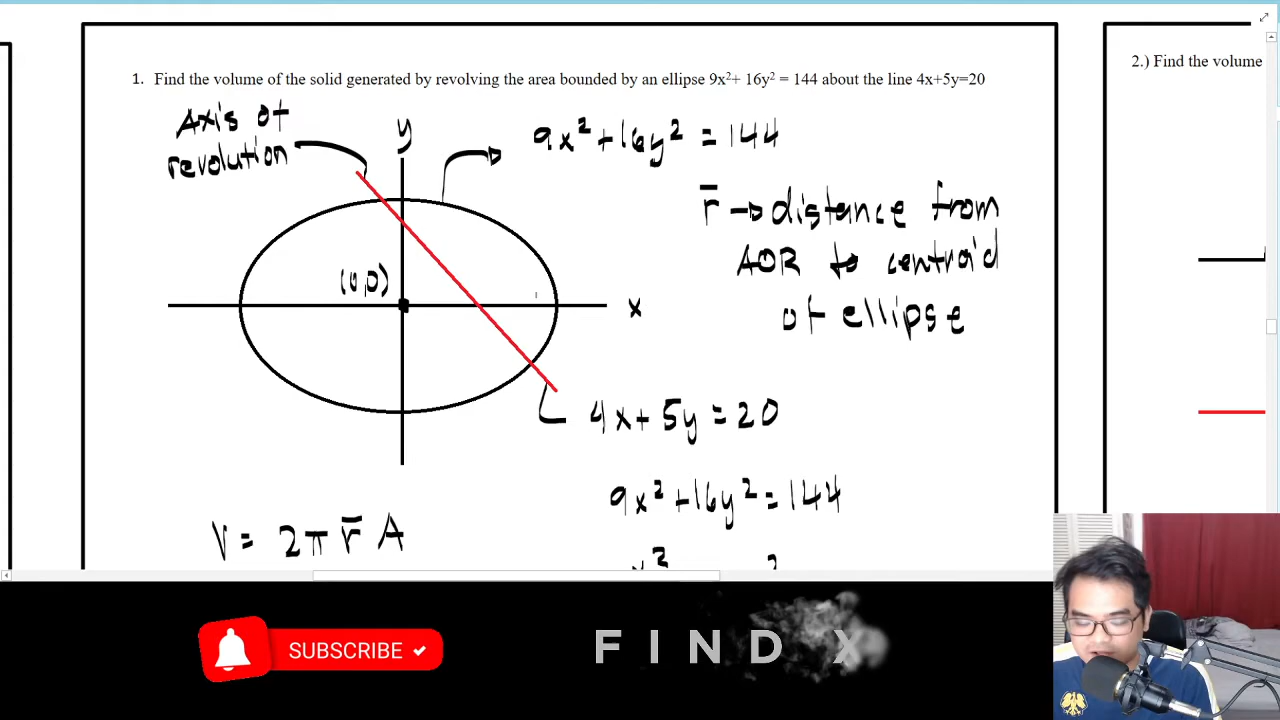 1. Find the volume of the solid generated by revolving the area bounded by an ellipse 9x²+ 16y² = 144 about the line 4x+5y=20
2.) Find the volume
Axis of
revolution
y
9x² + 16y² = 144
r̄ → distance from
AOR to centroid
of ellipse
(0,0)
x
4x + 5y = 20
9x² + 16y² = 144
V = 2π r̄ A
SUBSCRIBE
FIND X